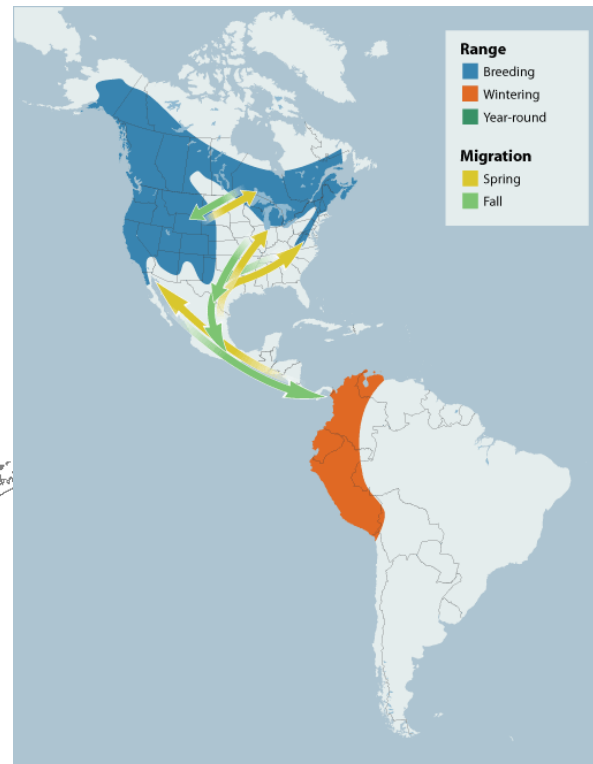 Range
Breeding
Wintering
Year-round
Migration
Spring
Fall